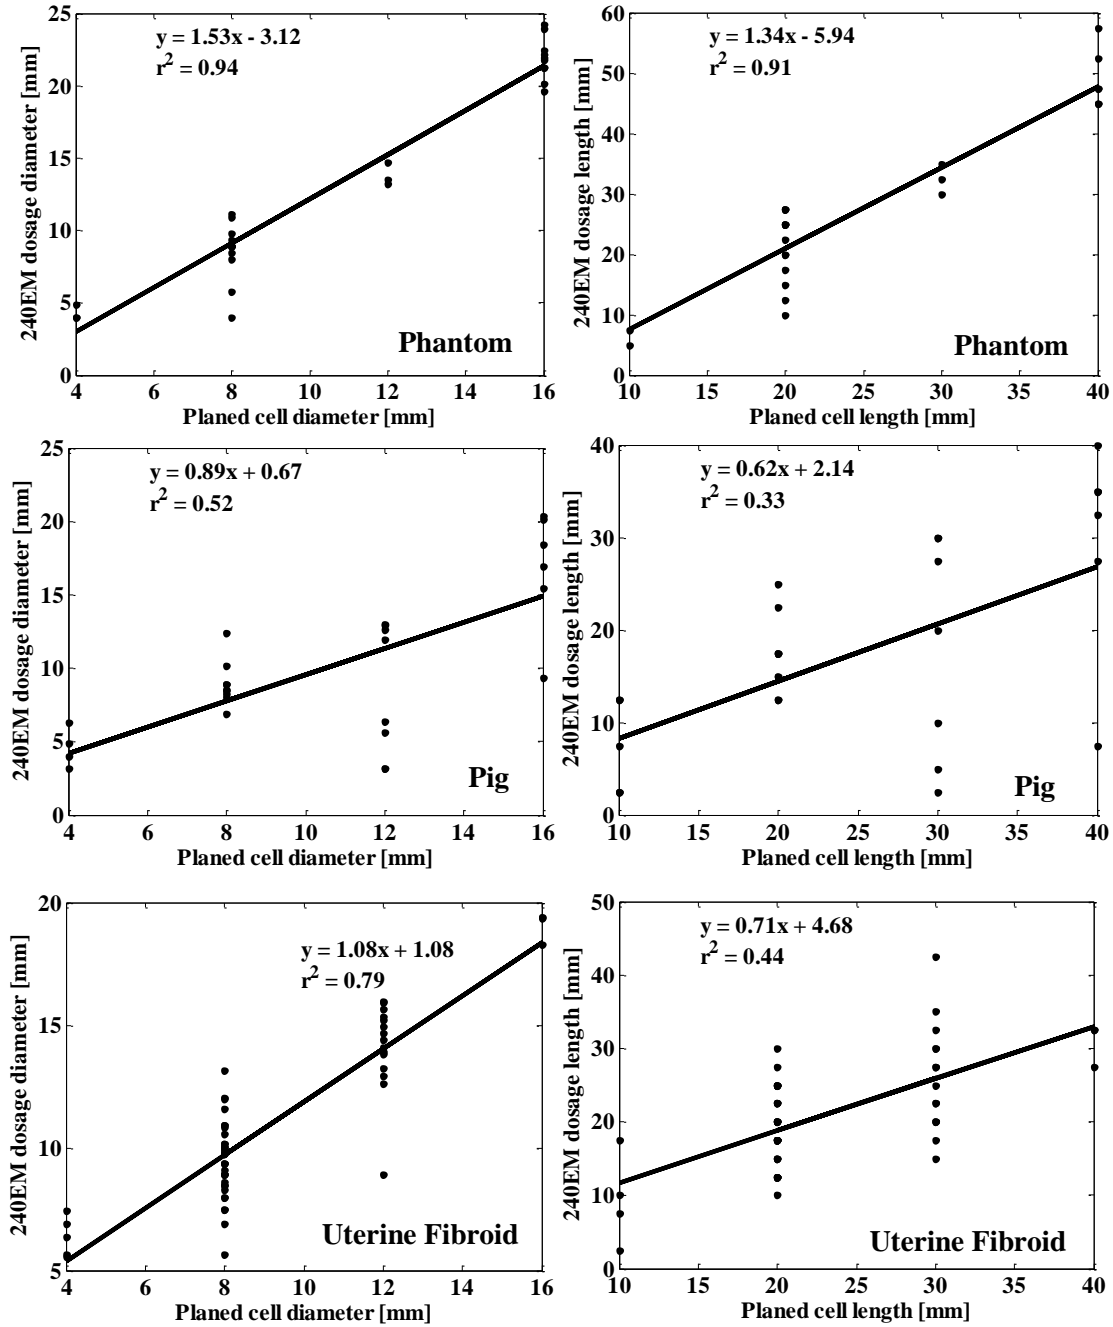 25
20
15
10
5
0
240EM dosage diameter [mm]
y = 1.53x - 3.12
r² = 0.94
Phantom
4 6 8 10 12 14 16
Planed cell diameter [mm]
60
50
40
30
20
10
0
240EM dosage length [mm]
y = 1.34x - 5.94
r² = 0.91
Phantom
10 15 20 25 30 35 40
Planed cell length [mm]
25
20
15
10
5
0
240EM dosage diameter [mm]
y = 0.89x + 0.67
r² = 0.52
Pig
4 6 8 10 12 14 16
Planed cell diameter [mm]
40
30
20
10
0
240EM dosage length [mm]
y = 0.62x + 2.14
r² = 0.33
Pig
10 15 20 25 30 35 40
Planed cell length [mm]
20
15
10
5
240EM dosage diameter [mm]
y = 1.08x + 1.08
r² = 0.79
Uterine Fibroid
4 6 8 10 12 14 16
Planed cell diameter [mm]
50
40
30
20
10
0
240EM dosage length [mm]
y = 0.71x + 4.68
r² = 0.44
Uterine Fibroid
10 15 20 25 30 35 40
Planed cell length [mm]